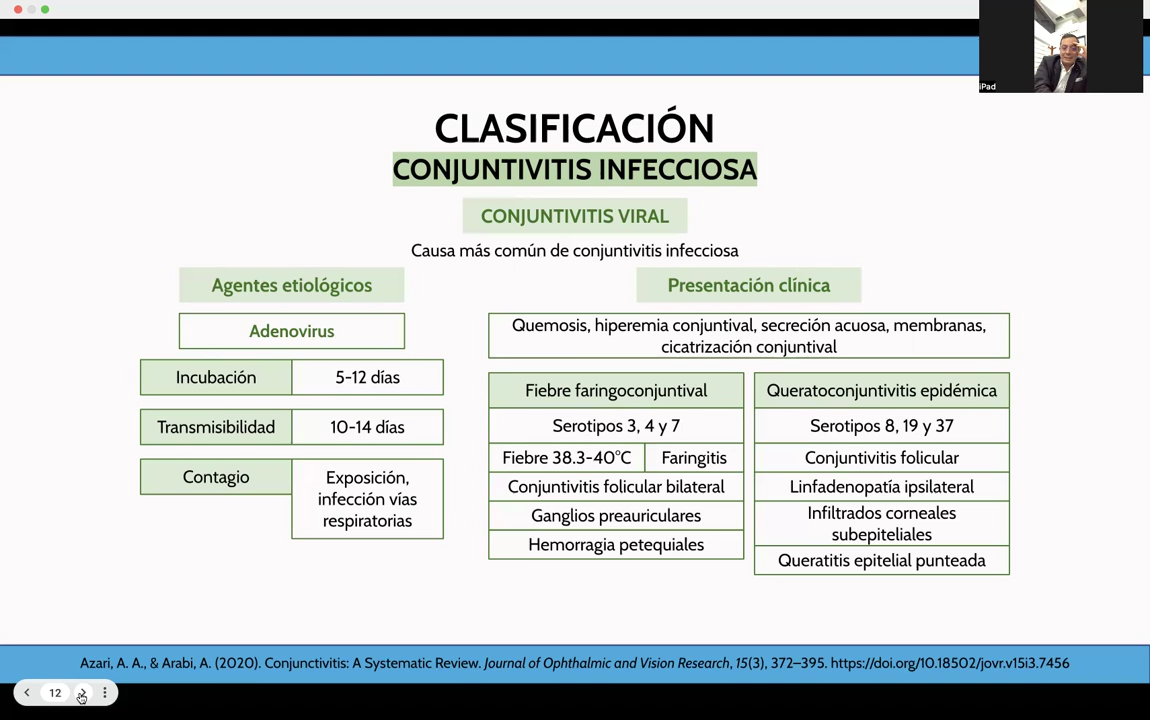 iPad
CLASIFICACIÓN
CONJUNTIVITIS INFECCIOSA
CONJUNTIVITIS VIRAL
Causa más común de conjuntivitis infecciosa
Agentes etiológicos
Adenovirus
Incubación
5-12 días
Transmisibilidad
10-14 días
Contagio
Exposición,
infección vías
respiratorias
Presentación clínica
Quemosis, hiperemia conjuntival, secreción acuosa, membranas,
cicatrización conjuntival
Fiebre faringoconjuntival
Serotipos 3, 4 y 7
Fiebre 38.3-40°C
Faringitis
Conjuntivitis folicular bilateral
Ganglios preauriculares
Hemorragia petequiales
Queratoconjuntivitis epidémica
Serotipos 8, 19 y 37
Conjuntivitis folicular
Linfadenopatía ipsilateral
Infiltrados corneales
subepiteliales
Queratitis epitelial punteada
Azari, A. A., & Arabi, A. (2020). Conjunctivitis: A Systematic Review. Journal of Ophthalmic and Vision Research, 15(3), 372–395. https://doi.org/10.18502/jovr.v15i3.7456
12